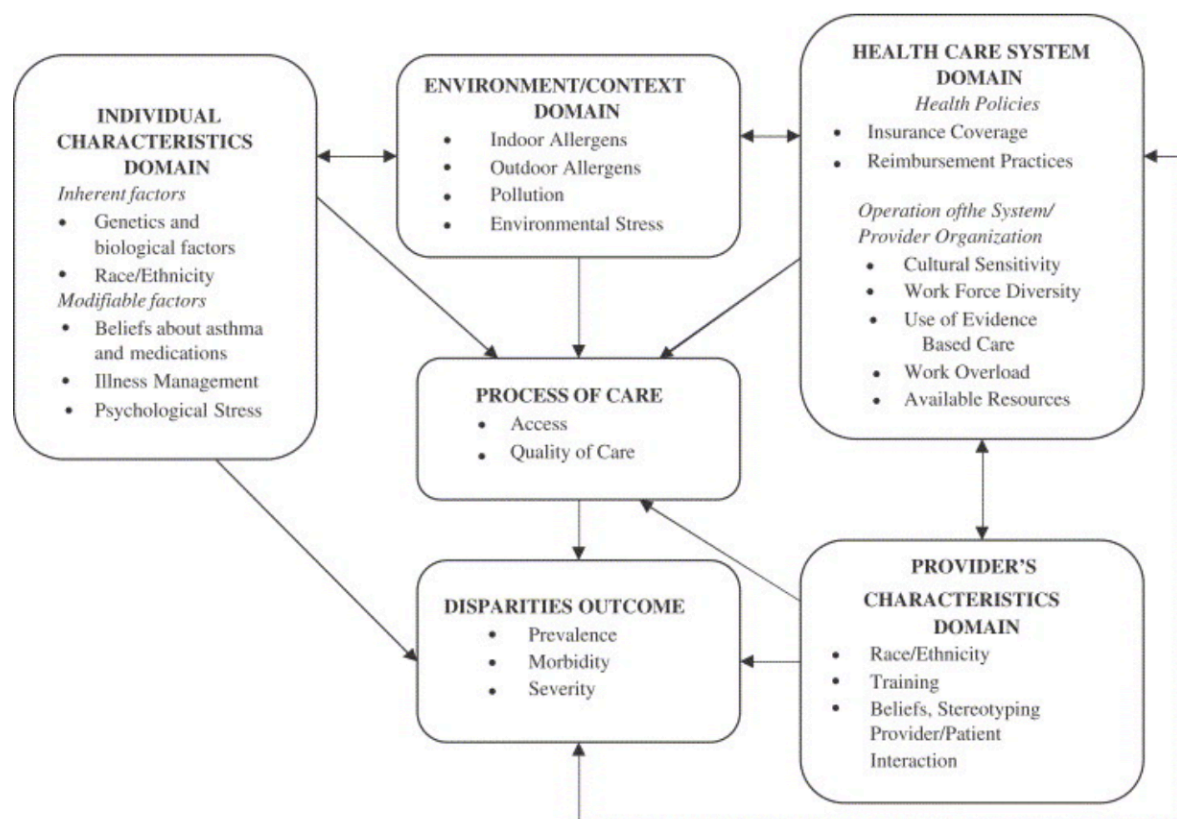 INDIVIDUAL
CHARACTERISTICS
DOMAIN
Inherent factors
• Genetics and
biological factors
• Race/Ethnicity
Modifiable factors
• Beliefs about asthma
and medications
• Illness Management
• Psychological Stress
ENVIRONMENT/CONTEXT
DOMAIN
• Indoor Allergens
• Outdoor Allergens
• Pollution
• Environmental Stress
HEALTH CARE SYSTEM
DOMAIN
Health Policies
• Insurance Coverage
• Reimbursement Practices
Operation ofthe System/
Provider Organization
• Cultural Sensitivity
• Work Force Diversity
• Use of Evidence
Based Care
• Work Overload
• Available Resources
PROCESS OF CARE
• Access
• Quality of Care
DISPARITIES OUTCOME
• Prevalence
• Morbidity
• Severity
PROVIDER'S
CHARACTERISTICS
DOMAIN
• Race/Ethnicity
• Training
• Beliefs, Stereotyping
Provider/Patient
Interaction